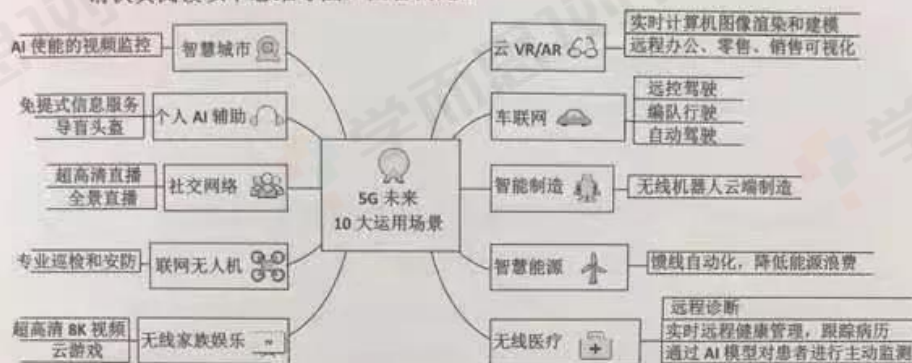 AI 使能的视频监控
智慧城市
免提式信息服务
导盲头盔
个人 AI 辅助
超高清直播
全景直播
社交网络
专业巡检和安防
联网无人机
超高清 8K 视频
云游戏
无线家族娱乐
5G 未来
10 大运用场景
云 VR/AR
实时计算机图像渲染和建模
远程办公、零售、销售可视化
车联网
远控驾驶
编队行驶
自动驾驶
智能制造
无线机器人云端制造
智慧能源
馈线自动化，降低能源浪费
无线医疗
远程诊断
实时远程健康管理，跟踪病历
通过 AI 模型对患者进行主动监测
学而思